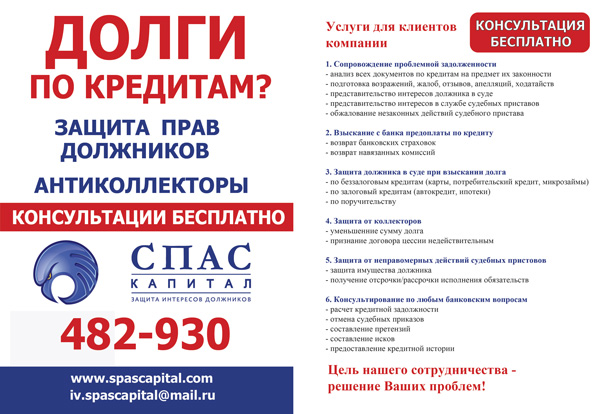 ДОЛГИ
ПО КРЕДИТАМ?
ЗАЩИТА ПРАВ
ДОЛЖНИКОВ
АНТИКОЛЛЕКТОРЫ
КОНСУЛЬТАЦИИ БЕСПЛАТНО
СПАС
КАПИТАЛ
ЗАЩИТА ИНТЕРЕСОВ ДОЛЖНИКОВ
482-930
www.spascapital.com
iv.spascapital@mail.ru
Услуги для клиентов
компании
КОНСУЛЬТАЦИЯ
БЕСПЛАТНО
1. Сопровождение проблемной задолженности
- анализ всех документов по кредитам на предмет их законности
- подготовка возражений, жалоб, отзывов, апелляций, ходатайств
- представительство интересов должника в суде
- представительство интересов в службе судебных приставов
- обжалование незаконных действий судебного пристава
2. Взыскание с банка предоплаты по кредиту
- возврат банковских страховок
- возврат навязанных комиссий
3. Защита должника в суде при взыскании долга
- по беззалоговым кредитам (карты, потребительский кредит, микрозаймы)
- по залоговый кредитам (автокредит, ипотеки)
- по поручительству
4. Защита от коллекторов
- уменьшение сумму долга
- признание договора цессии недействительным
5. Защита от неправомерных действий судебных приставов
- защита имущества должника
- получение отсрочки/рассрочки исполнения обязательств
6. Консультирование по любым банковским вопросам
- расчет кредитной задолжности
- отмена судебных приказов
- составление претензий
- составление исков
- предоставление кредитной истории
Цель нашего сотрудничества -
решение Ваших проблем!